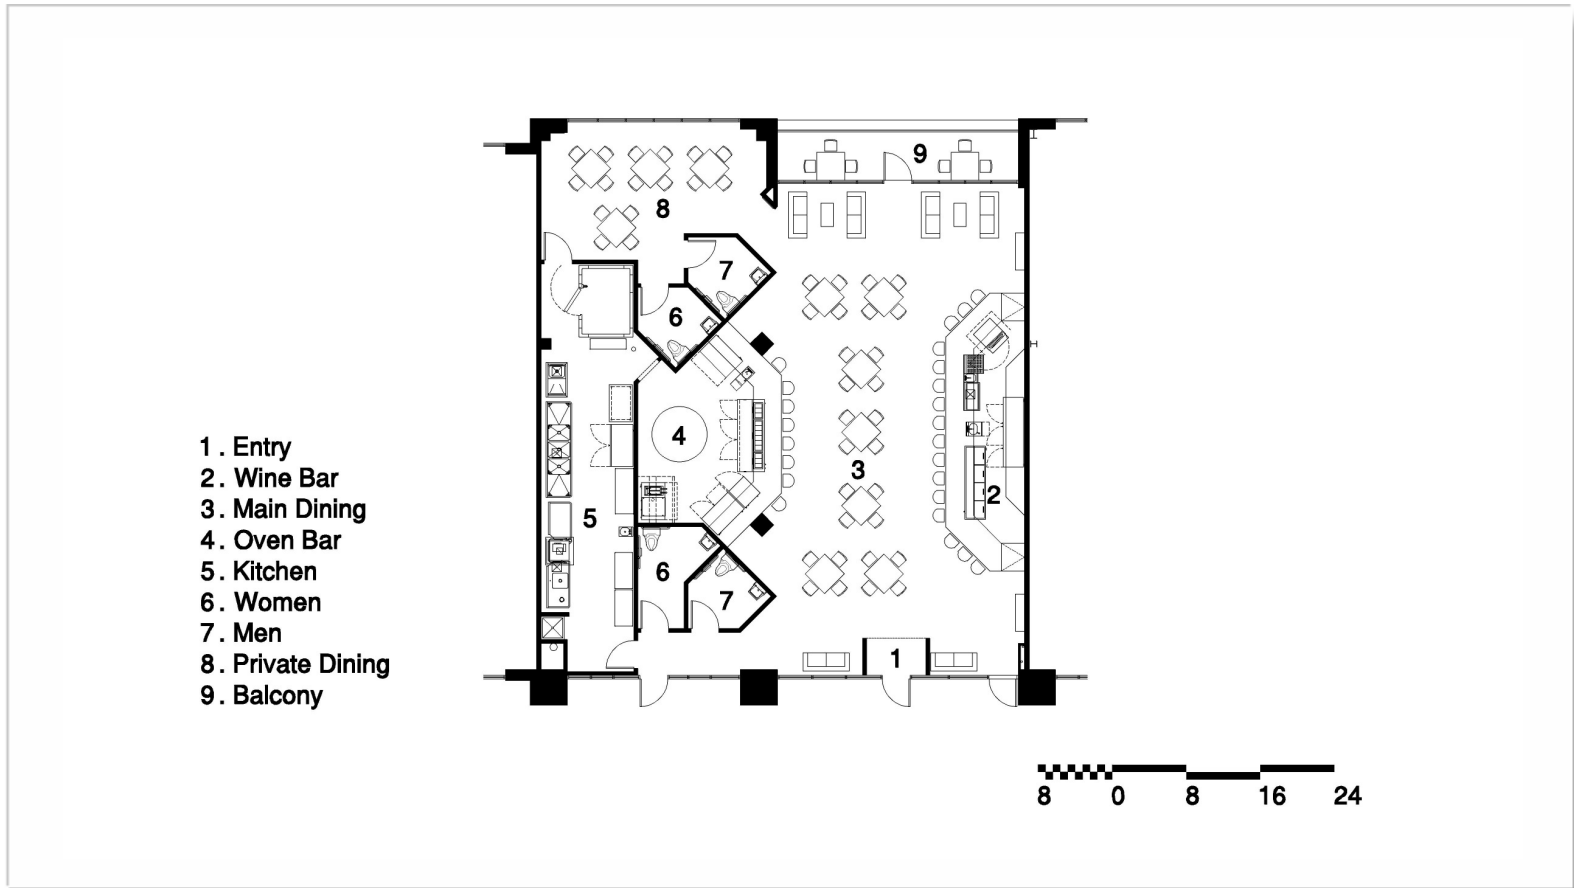 9
8
7
6
4
3
2
5
6
7
1
1. Entry
2. Wine Bar
3. Main Dining
4. Oven Bar
5. Kitchen
6. Women
7. Men
8. Private Dining
9. Balcony
8 0 8 16 24